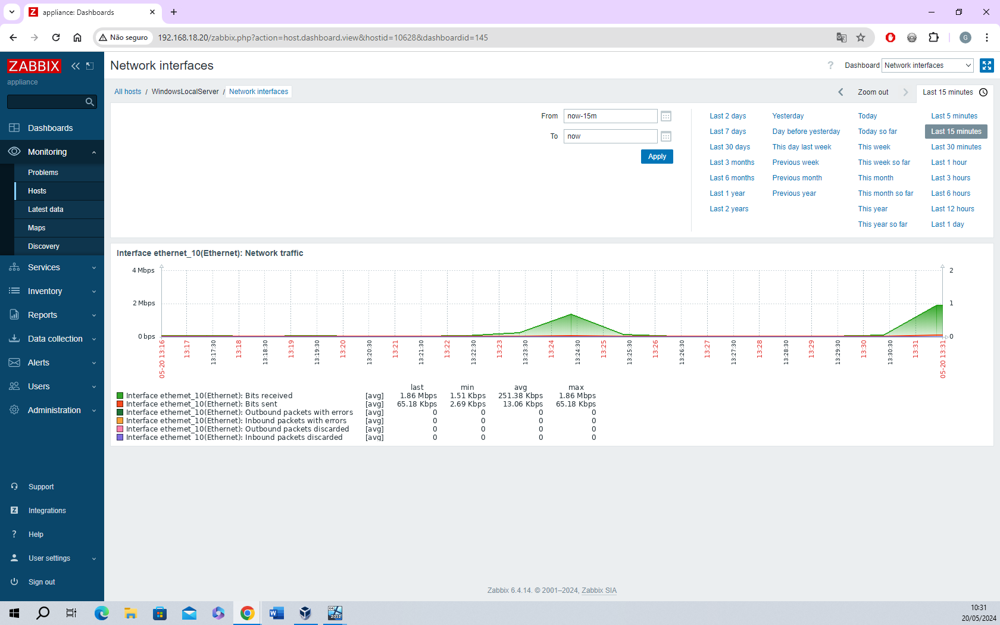 appliance: Dashboards
Não seguro
192.168.18.20/zabbix.php?action=host.dashboard.view&hostid=10628&dashboardid=145
G
ZABBIX
appliance
Dashboards
Monitoring
Problems
Hosts
Latest data
Maps
Discovery
Services
Inventory
Reports
Data collection
Alerts
Users
Administration
Support
Integrations
Help
User settings
Sign out
Network interfaces
? Dashboard Network interfaces
All hosts / WindowsLocalServer / Network interfaces
Zoom out
Last 15 minutes
From now-15m
To now
Apply
Last 2 days Yesterday Today Last 5 minutes
Last 7 days Day before yesterday Today so far Last 15 minutes
Last 30 days This day last week This week Last 30 minutes
Last 3 months Previous week This week so far Last 1 hour
Last 6 months Previous month This month Last 3 hours
Last 1 year Previous year This month so far Last 6 hours
Last 2 years This year Last 12 hours
This year so far Last 1 day
Interface ethernet_10(Ethernet): Network traffic
4 Mbps 2
2 Mbps 1
0 bps 0
05-20 13:16 13:17 13:17:30 13:18 13:18:30 13:19 13:19:30 13:20 13:20:30 13:21 13:21:30 13:22 13:22:30 13:23 13:23:30 13:24 13:24:30 13:25 13:25:30 13:26 13:26:30 13:27 13:27:30 13:28 13:28:30 13:29 13:29:30 13:30 13:30:30 13:31 05-20 13:31
last min avg max
Interface ethernet_10(Ethernet): Bits received [avg] 1.86 Mbps 1.51 Kbps 251.38 Kbps 1.86 Mbps
Interface ethernet_10(Ethernet): Bits sent [avg] 65.18 Kbps 2.69 Kbps 13.06 Kbps 65.18 Kbps
Interface ethernet_10(Ethernet): Outbound packets with errors [avg] 0 0 0 0
Interface ethernet_10(Ethernet): Inbound packets with errors [avg] 0 0 0 0
Interface ethernet_10(Ethernet): Outbound packets discarded [avg] 0 0 0 0
Interface ethernet_10(Ethernet): Inbound packets discarded [avg] 0 0 0 0
Zabbix 6.4.14. © 2001–2024, Zabbix SIA
10:31
20/05/2024